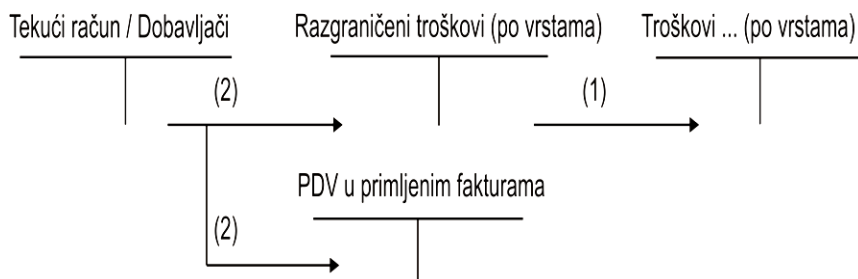 Tekući račun / Dobavljači
Razgraničeni troškovi (po vrstama)
Troškovi ... (po vrstama)
(2)
(1)
PDV u primljenim fakturama
(2)